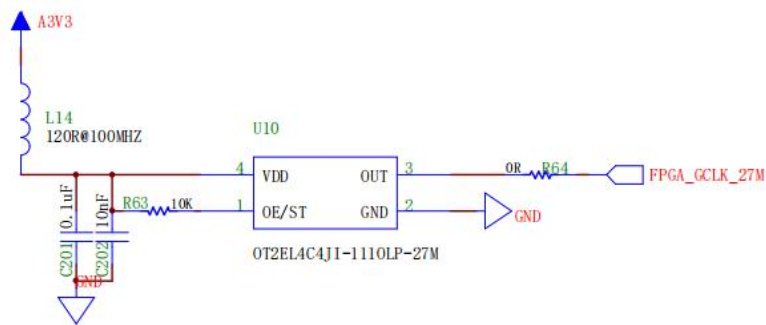 A3V3
L14
120R@100MHZ
U10
4 VDD OUT 3 0R R64 FPGA_GCLK_27M
0.1uF 10nF R63 10K 1 OE/ST GND 2 GND
C201 C202
GND
OT2EL4C4JI-111OLP-27M